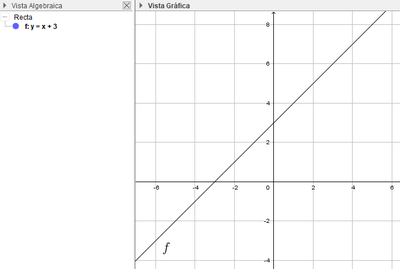 Vista Algebraica
Vista Gráfica
Recta
f: y = x + 3
8
6
4
2
-6 -4 -2 0 2 4 6
-2
f
-4